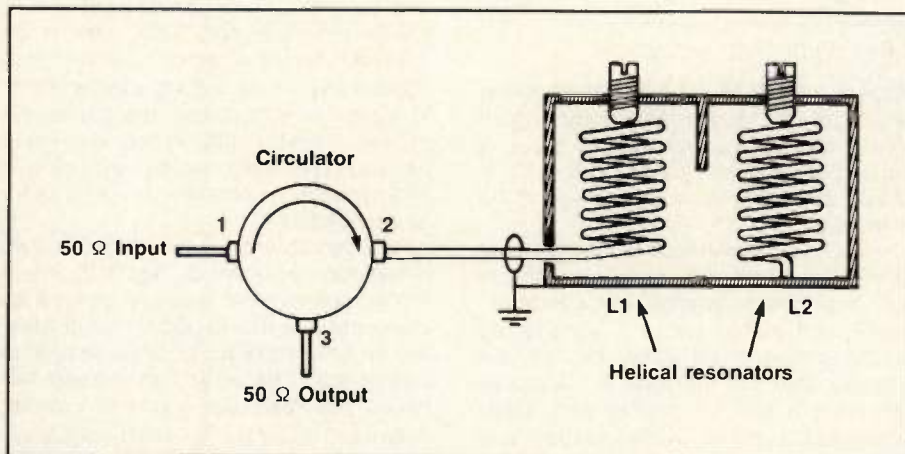 Circulator
1
2
50 Ω Input
3
50 Ω Output
L1
L2
Helical resonators